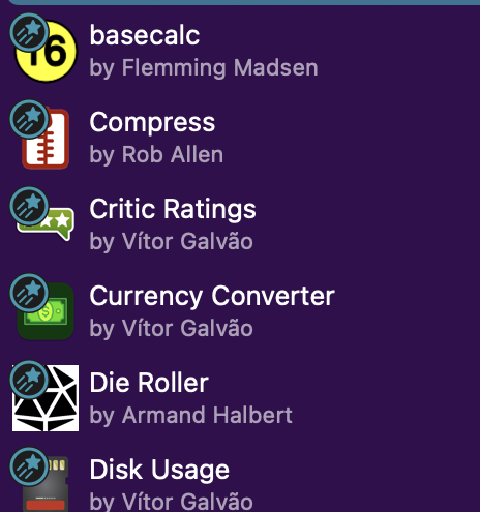 16
basecalc
by Flemming Madsen
Compress
by Rob Allen
Critic Ratings
by Vítor Galvão
Currency Converter
by Vítor Galvão
Die Roller
by Armand Halbert
Disk Usage
by Vítor Galvão